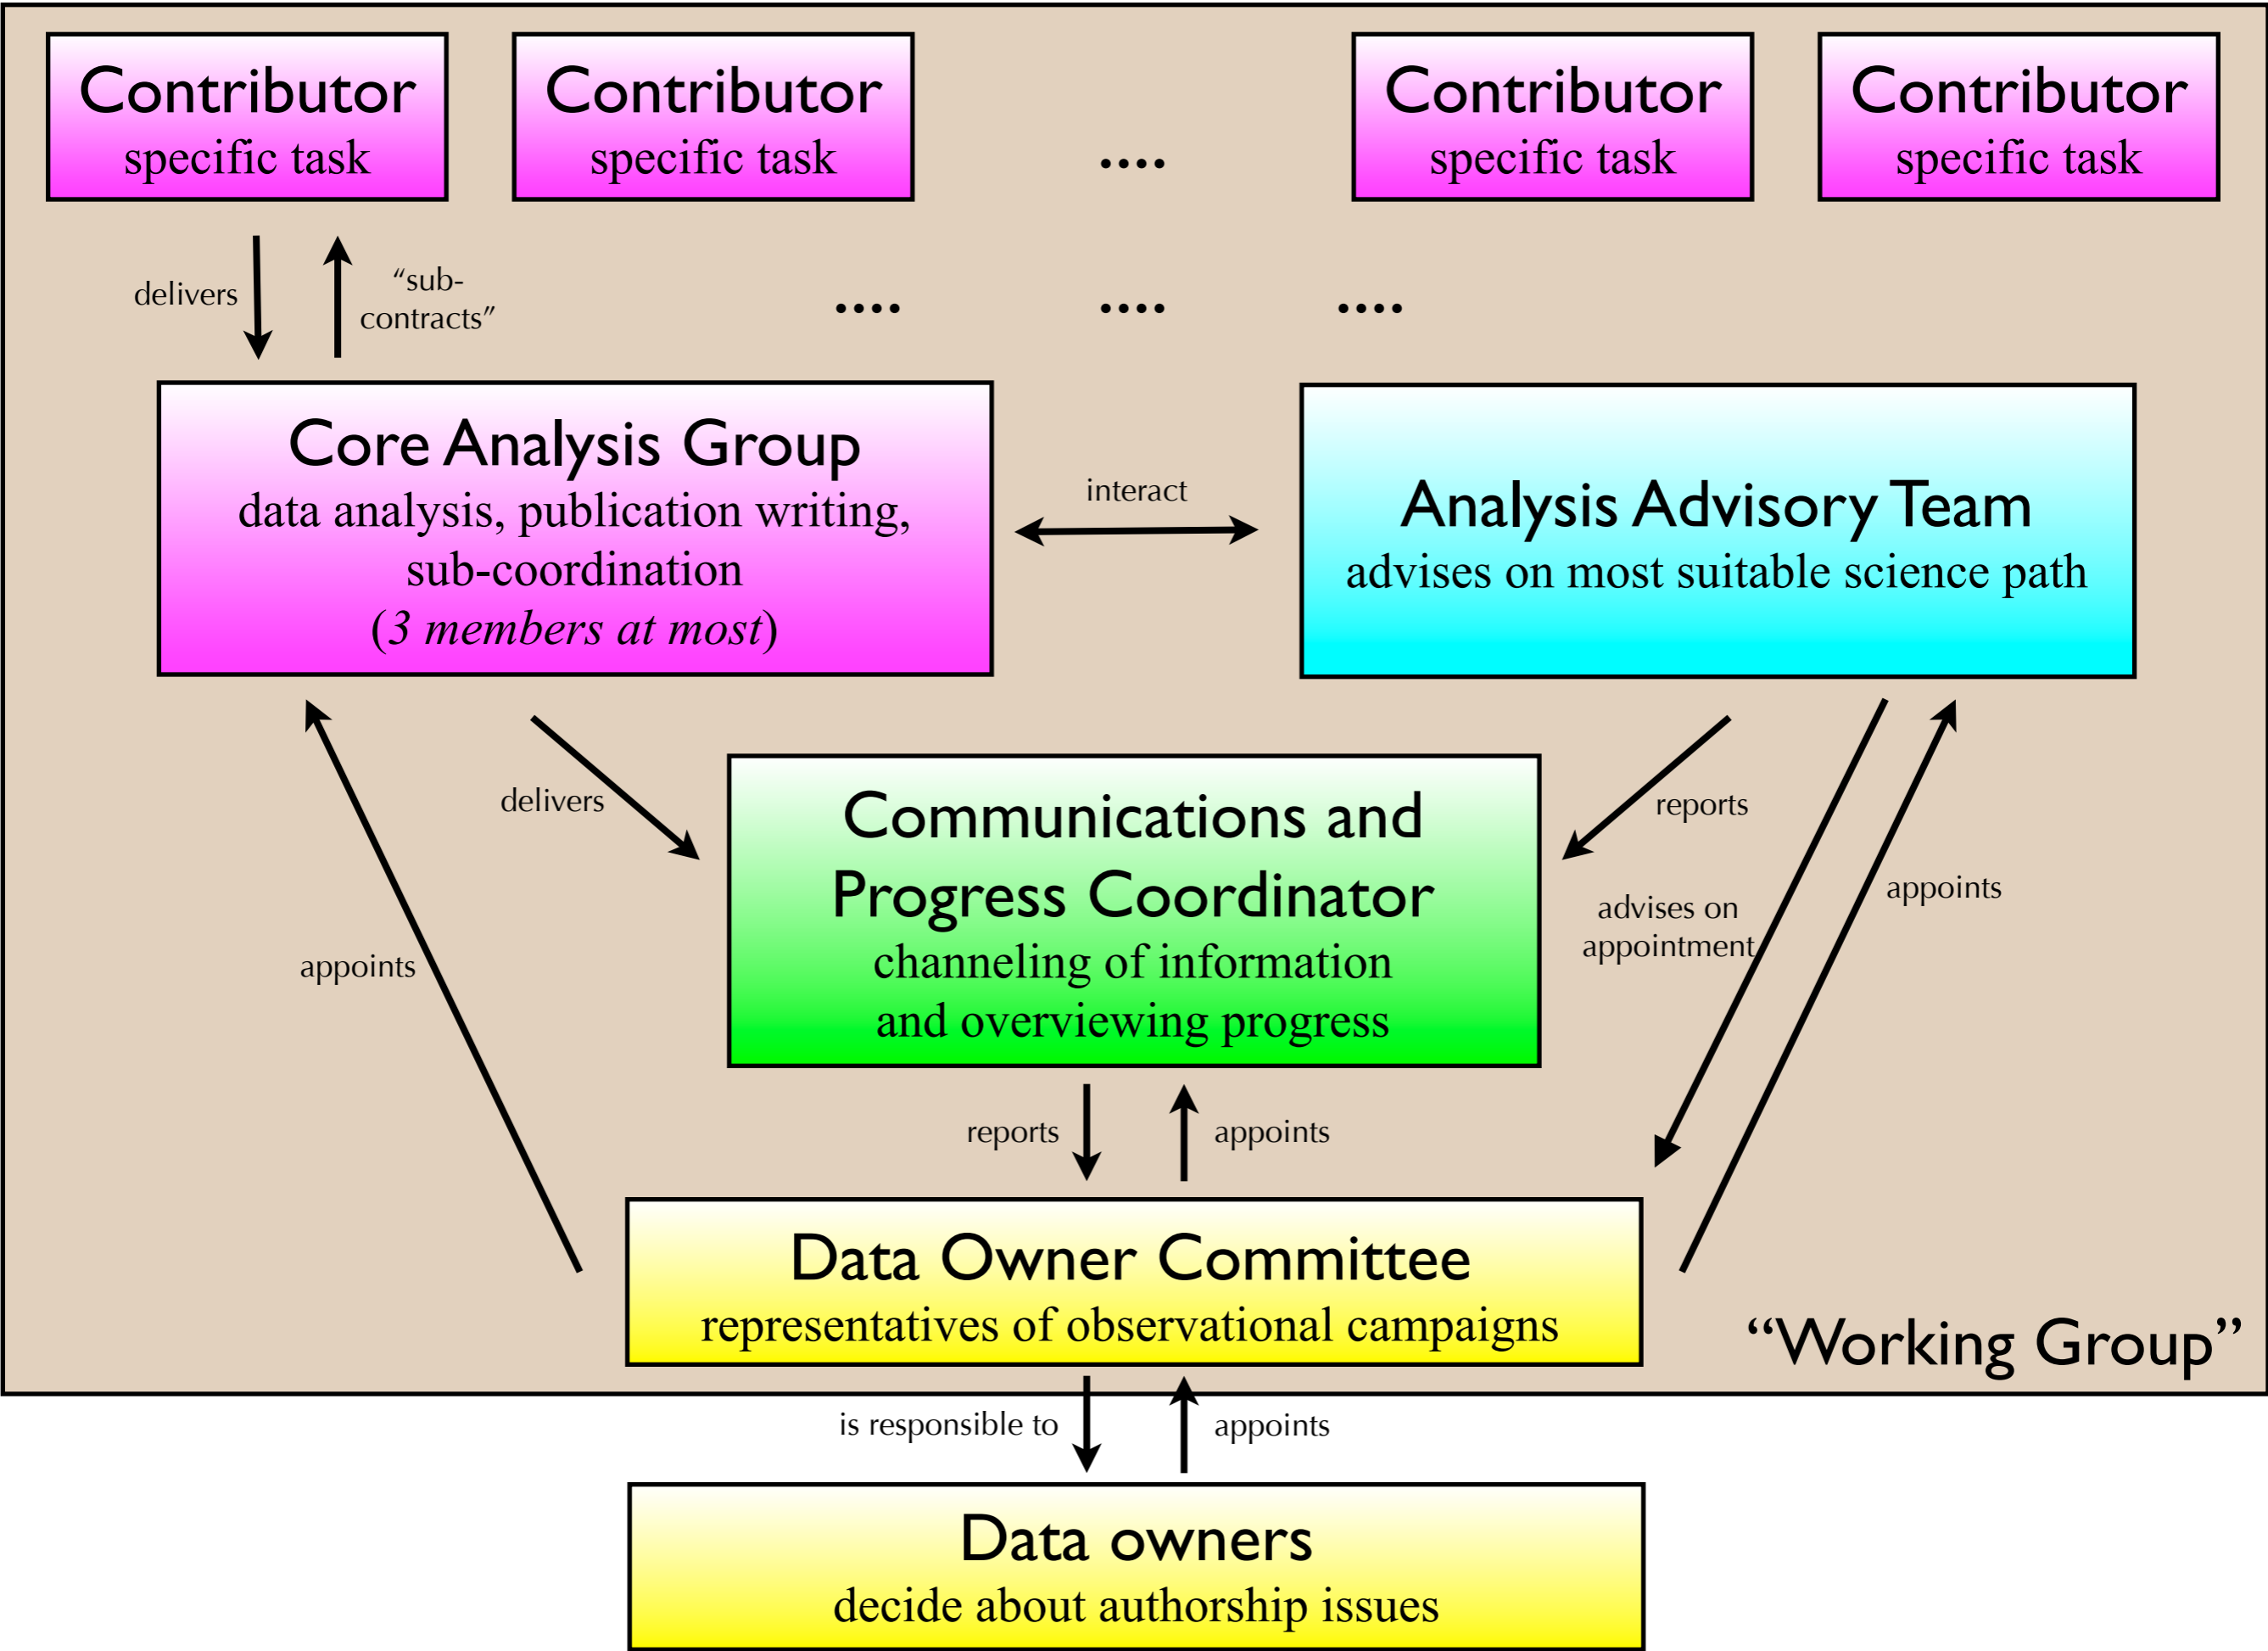 Contributor
specific task
Contributor
specific task
....
Contributor
specific task
Contributor
specific task
delivers
“sub-
contracts”
....
....
....
Core Analysis Group
data analysis, publication writing,
sub-coordination
(3 members at most)
interact
Analysis Advisory Team
advises on most suitable science path
delivers
Communications and
Progress Coordinator
channeling of information
and overviewing progress
reports
advises on
appointment
appoints
appoints
reports
appoints
Data Owner Committee
representatives of observational campaigns
“Working Group”
is responsible to
appoints
Data owners
decide about authorship issues